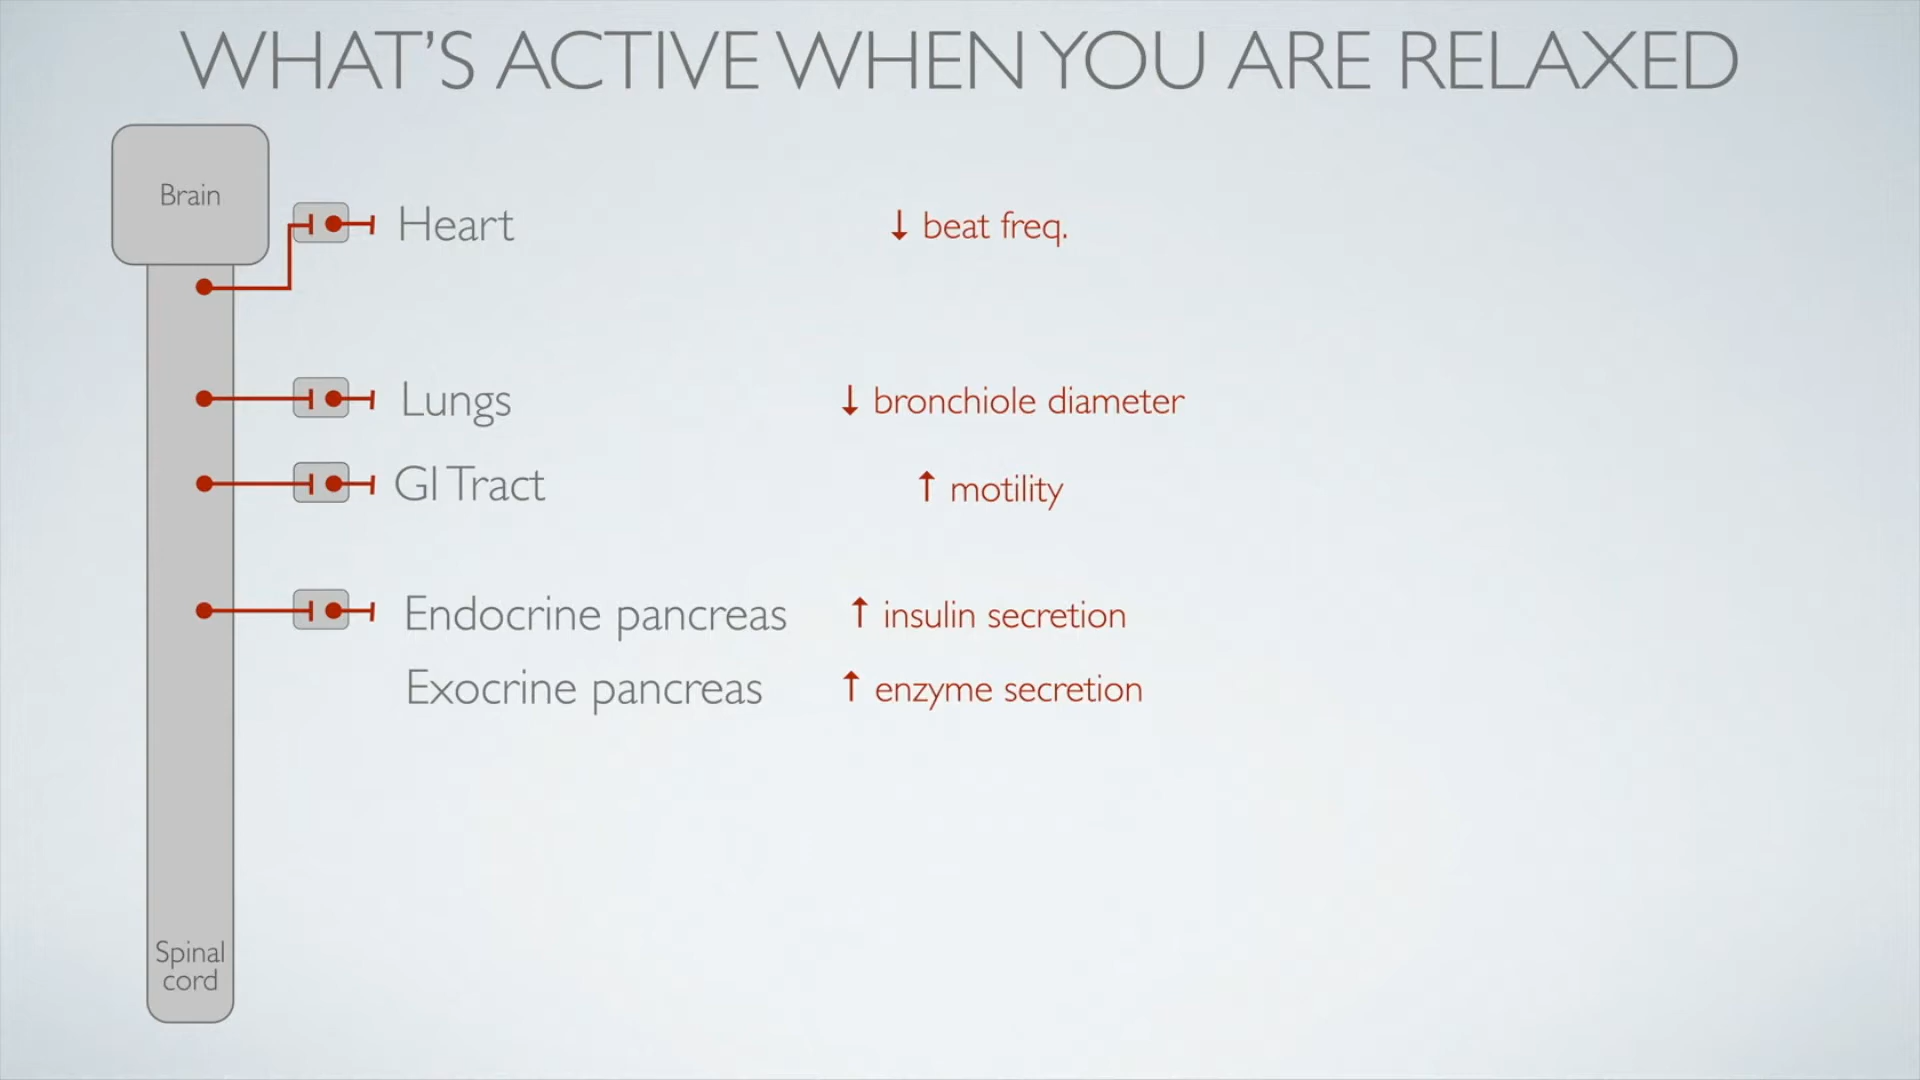 WHAT'S ACTIVE WHEN YOU ARE RELAXED
Brain
Heart ↓ beat freq.
Lungs ↓ bronchiole diameter
GI Tract ↑ motility
Endocrine pancreas ↑ insulin secretion
Exocrine pancreas ↑ enzyme secretion
Spinal
cord